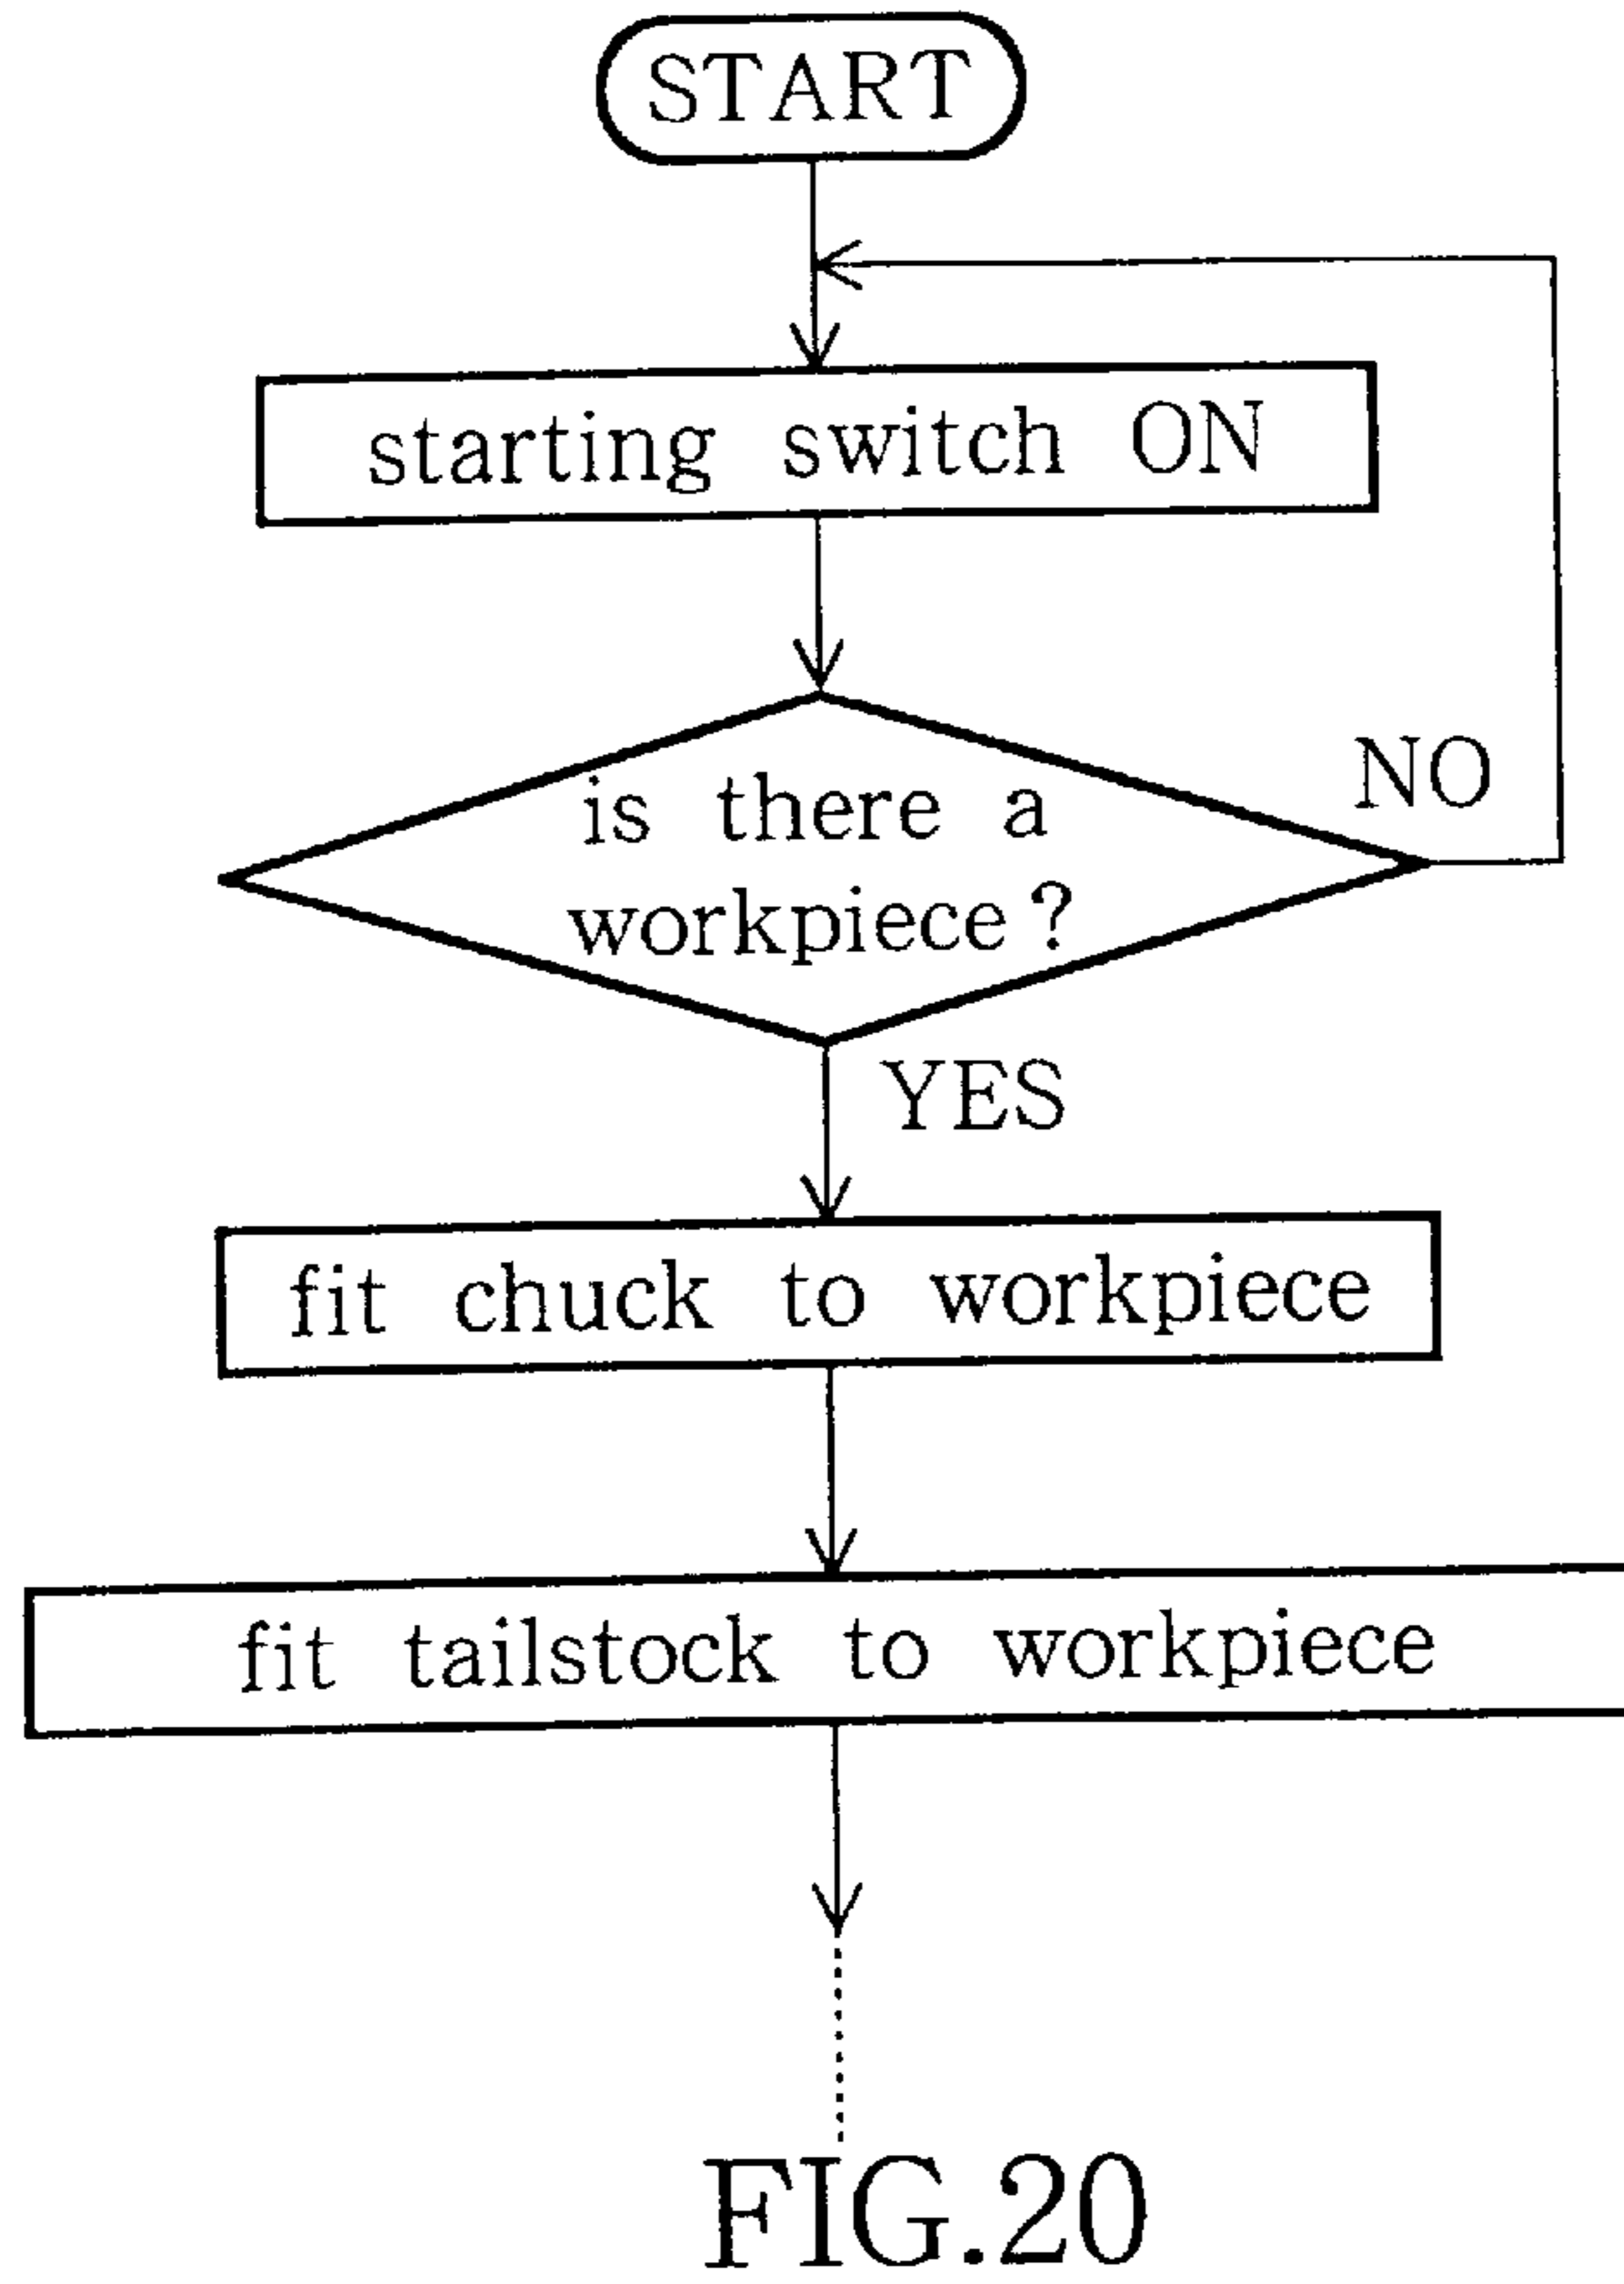 START
starting switch ON
is there a
workpiece?
NO
YES
fit chuck to workpiece
fit tailstock to workpiece
FIG.20